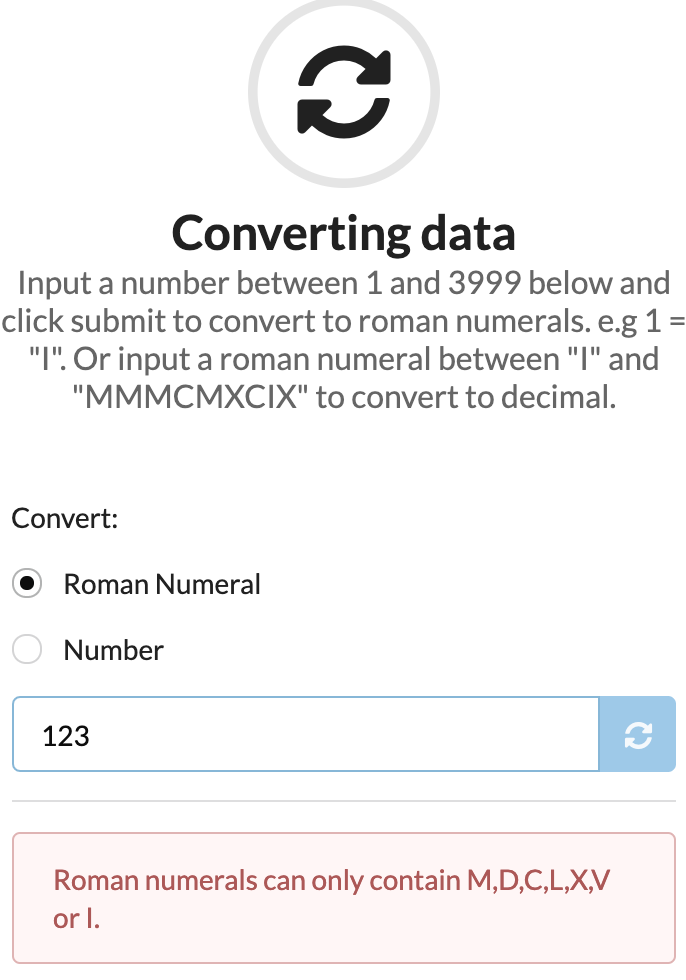 Converting data
Input a number between 1 and 3999 below and
click submit to convert to roman numerals. e.g 1 =
"I". Or input a roman numeral between "I" and
"MMMCMXCIX" to convert to decimal.
Convert:
Roman Numeral
Number
123
Roman numerals can only contain M,D,C,L,X,V
or I.